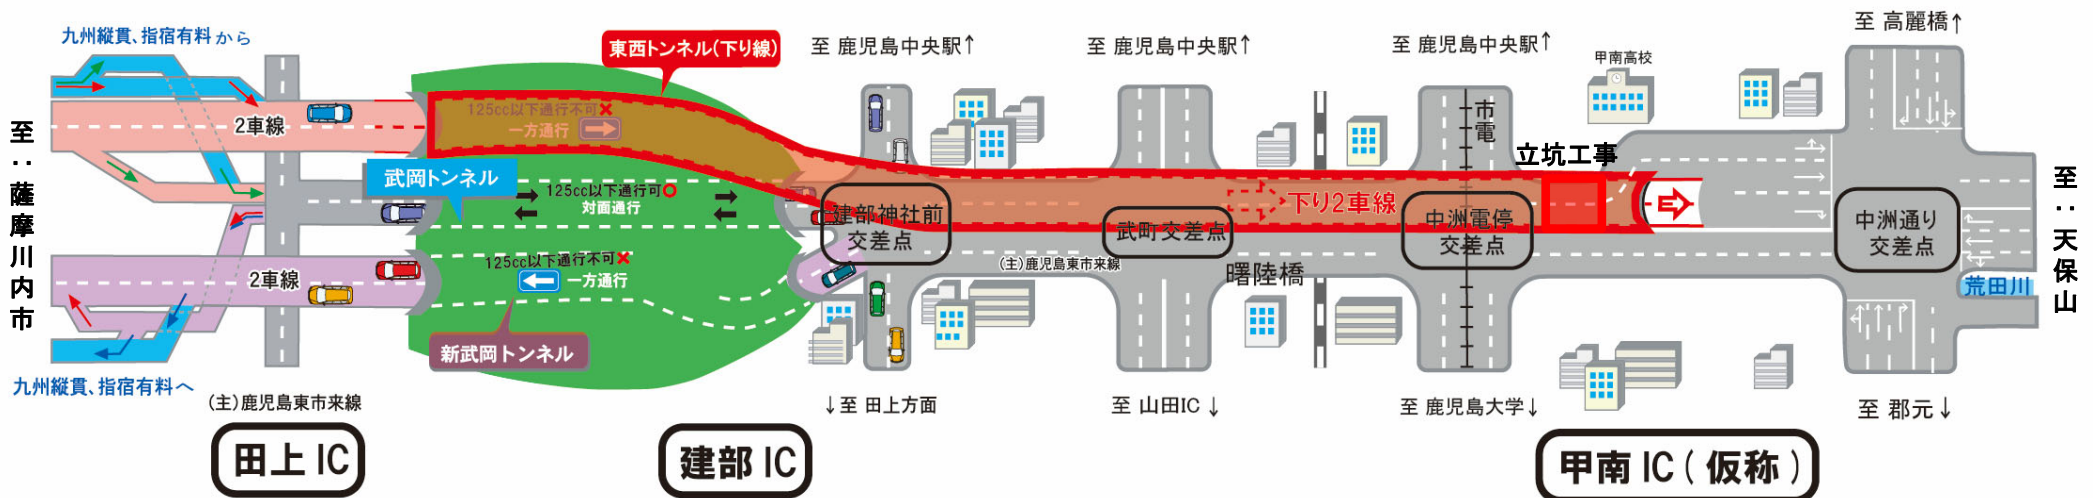 九州縦貫、指宿有料から
東西トンネル(下り線)
至 鹿児島中央駅↑
至 鹿児島中央駅↑
至 鹿児島中央駅↑
至 高麗橋↑
甲南高校
至:薩摩川内市
2車線
125cc以下通行不可×
一方通行
市電
立坑工事
武岡トンネル
125cc以下通行可○
対面通行
建部神社前
交差点
武町交差点
下り2車線
中洲電停
交差点
中洲通り
交差点
至:天保山
2車線
125cc以下通行不可×
一方通行
(主)鹿児島東市来線
曙陸橋
荒田川
新武岡トンネル
九州縦貫、指宿有料へ
(主)鹿児島東市来線
↓至 田上方面
至 山田IC ↓
至 鹿児島大学↓
至 郡元↓
田上 IC
建部 IC
甲南 IC ( 仮称 )